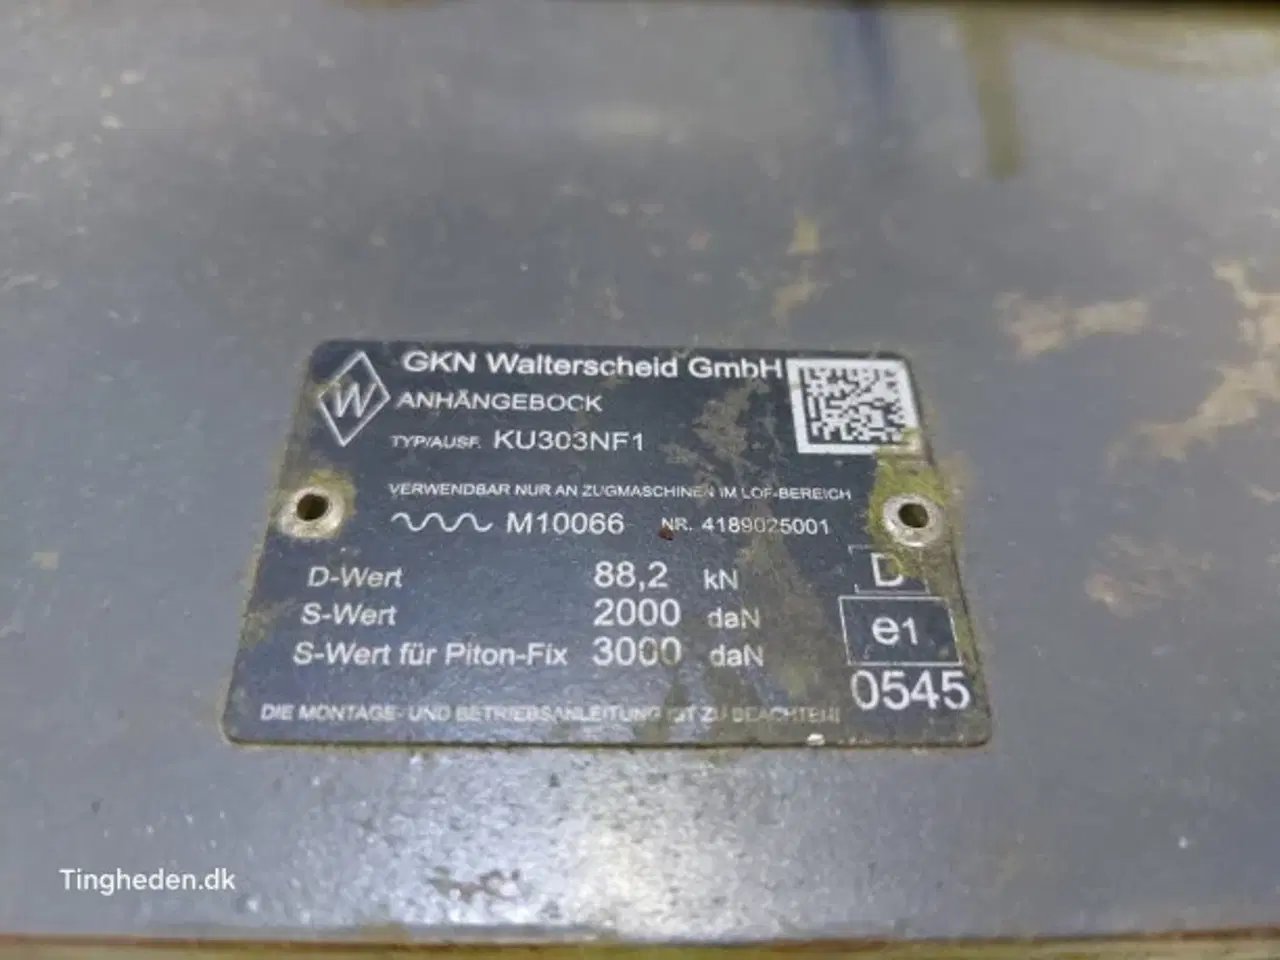 GKN Walterscheid GmbH
W
ANHÄNGEBOCK
TYP/AUSF. KU303NF1
VERWENDBAR NUR AN ZUGMASCHINEN IM LOF-BEREICH
M10066 NR. 4189025001
D-Wert 88,2 kN
D
S-Wert 2000 daN
e1
S-Wert für Piton-Fix 3000 daN
0545
DIE MONTAGE- UND BETRIEBSANLEITUNG IST ZU BEACHTEN!
Tingheden.dk